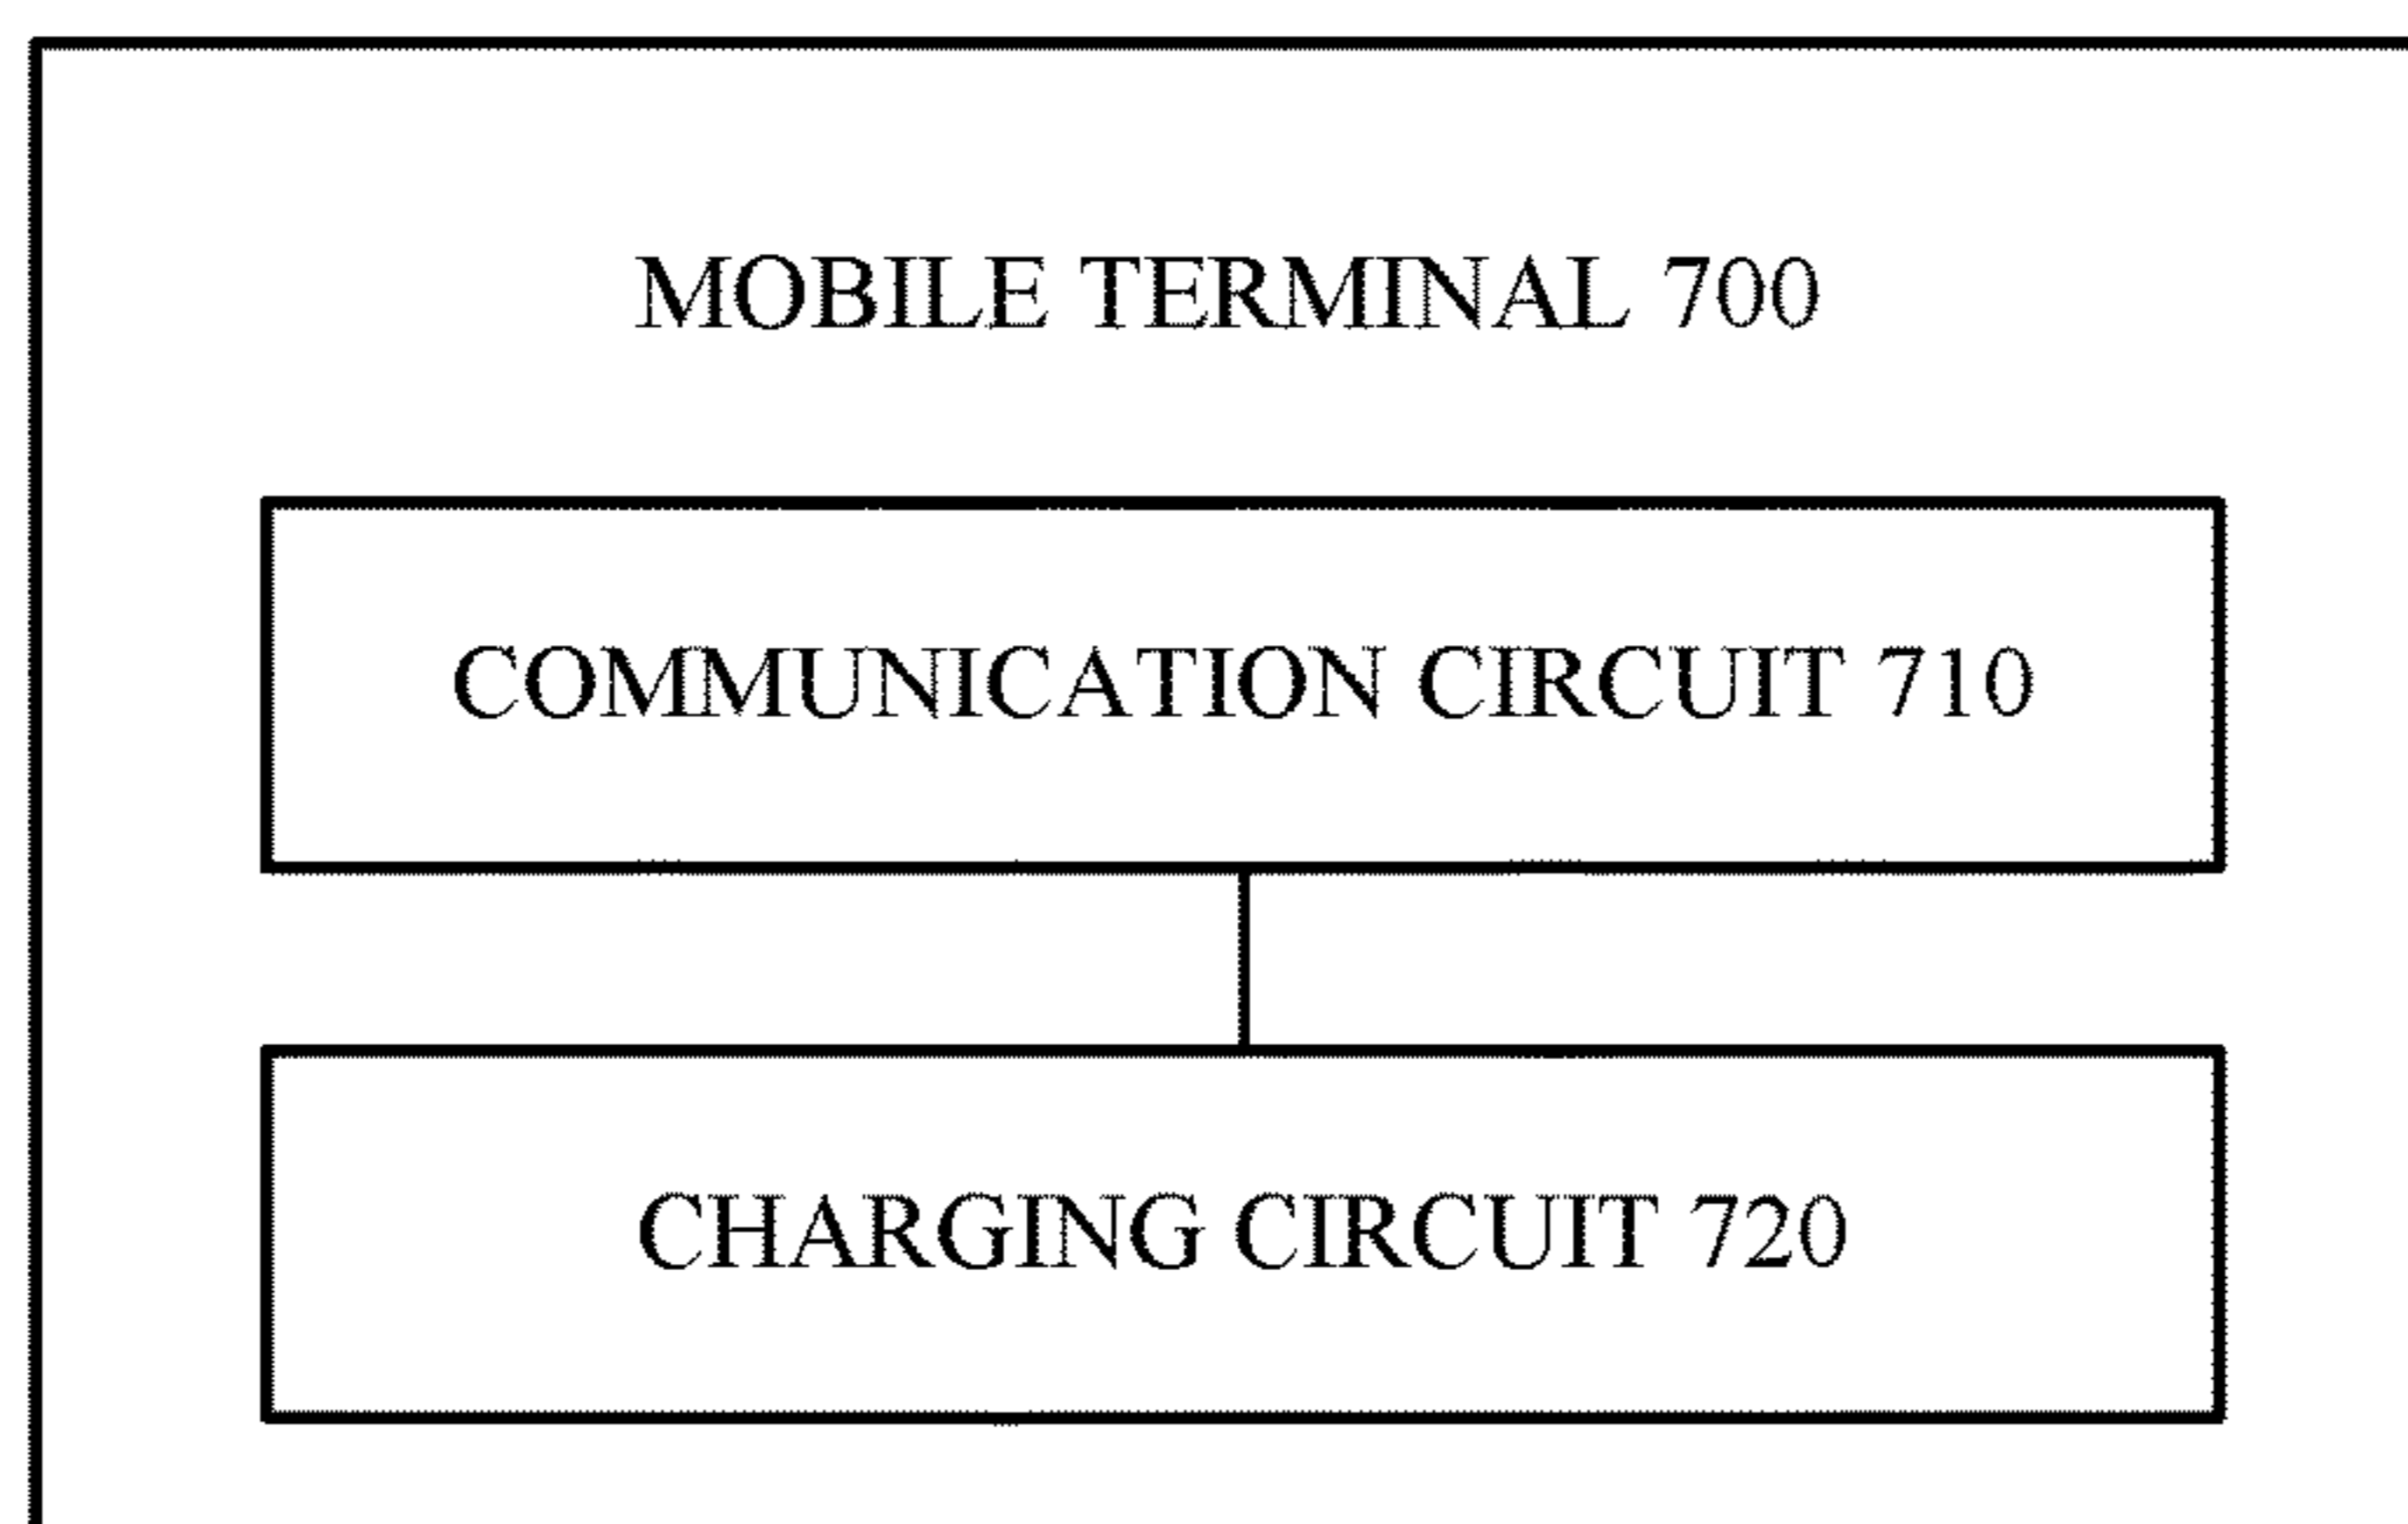 MOBILE TERMINAL 700
COMMUNICATION CIRCUIT 710
CHARGING CIRCUIT 720